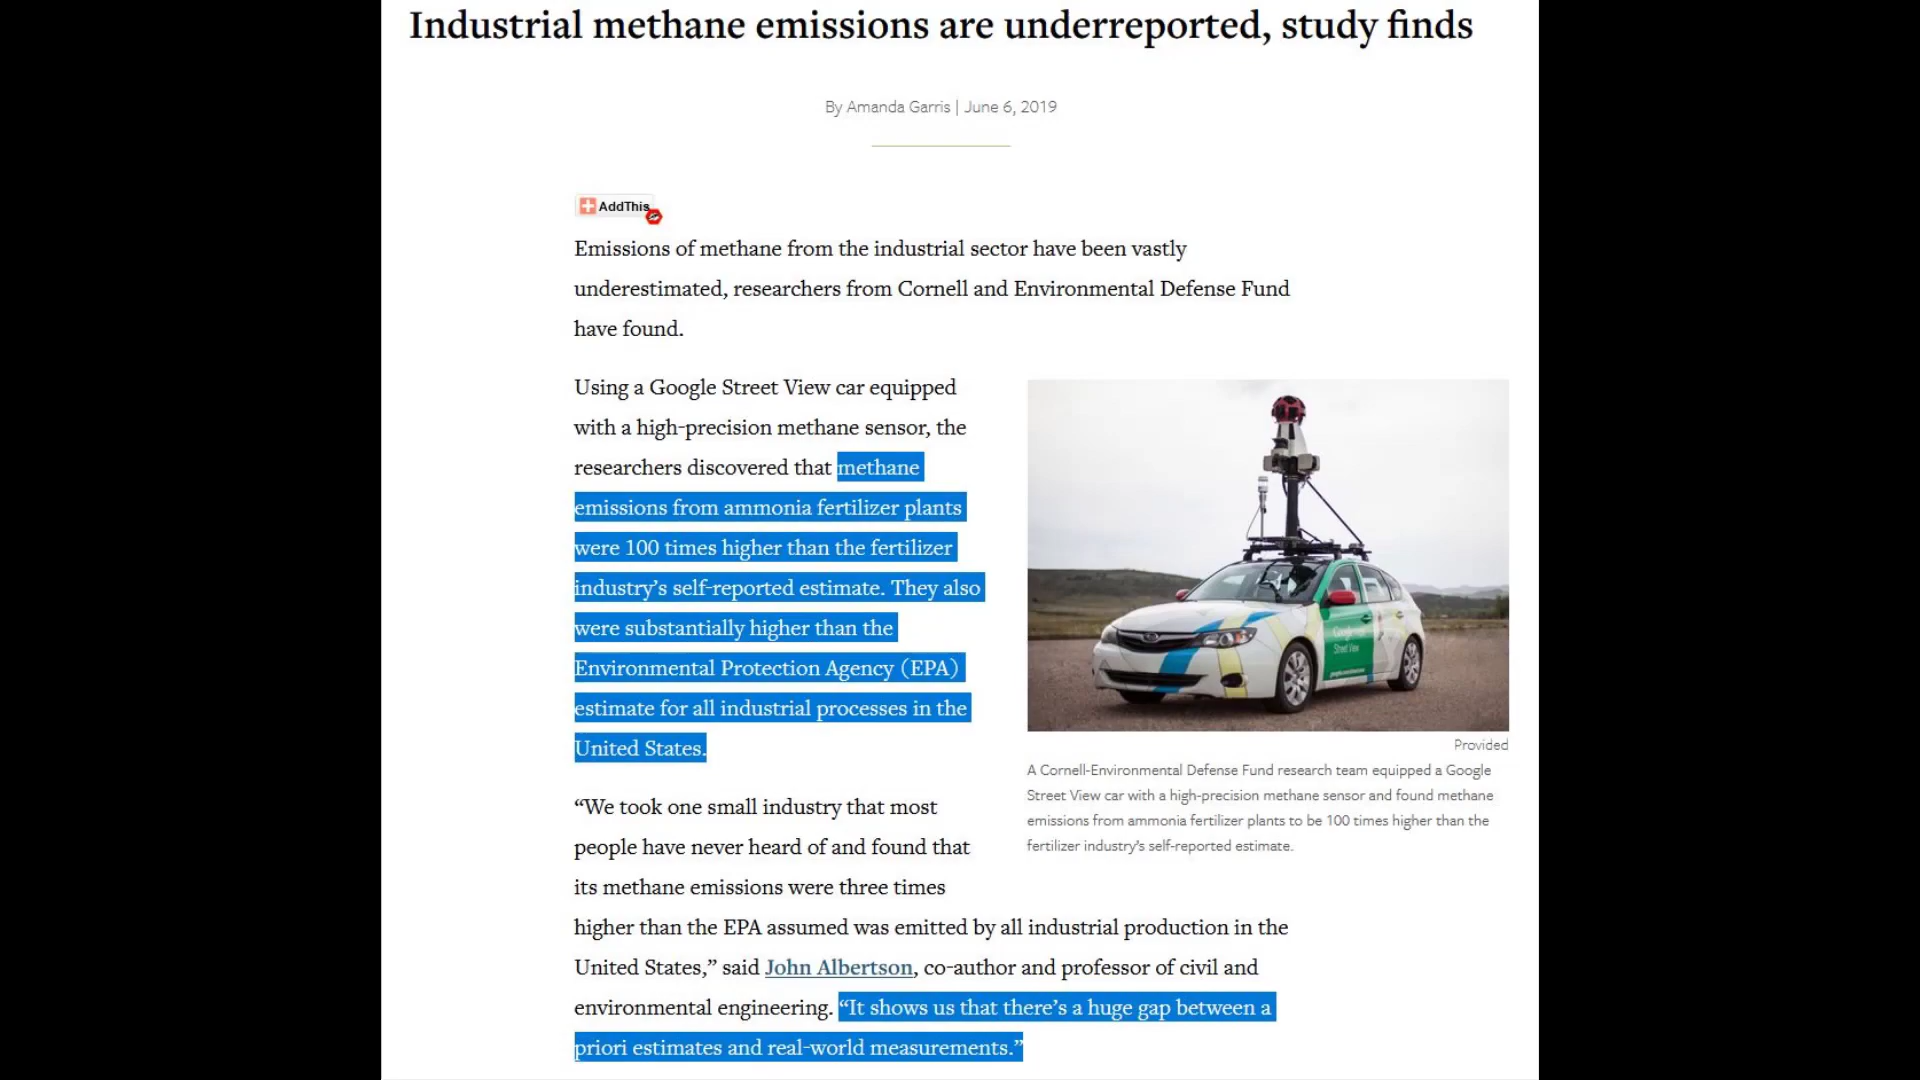 Industrial methane emissions are underreported, study finds
By Amanda Garris | June 6, 2019
AddThis
Emissions of methane from the industrial sector have been vastly
underestimated, researchers from Cornell and Environmental Defense Fund
have found.
Using a Google Street View car equipped
with a high-precision methane sensor, the
researchers discovered that methane
emissions from ammonia fertilizer plants
were 100 times higher than the fertilizer
industry’s self-reported estimate. They also
were substantially higher than the
Environmental Protection Agency (EPA)
estimate for all industrial processes in the
United States.
Google
Street View
Provided
A Cornell-Environmental Defense Fund research team equipped a Google
Street View car with a high-precision methane sensor and found methane
emissions from ammonia fertilizer plants to be 100 times higher than the
fertilizer industry’s self-reported estimate.
“We took one small industry that most
people have never heard of and found that
its methane emissions were three times
higher than the EPA assumed was emitted by all industrial production in the
United States,” said John Albertson, co-author and professor of civil and
environmental engineering. “It shows us that there’s a huge gap between a
priori estimates and real-world measurements.”